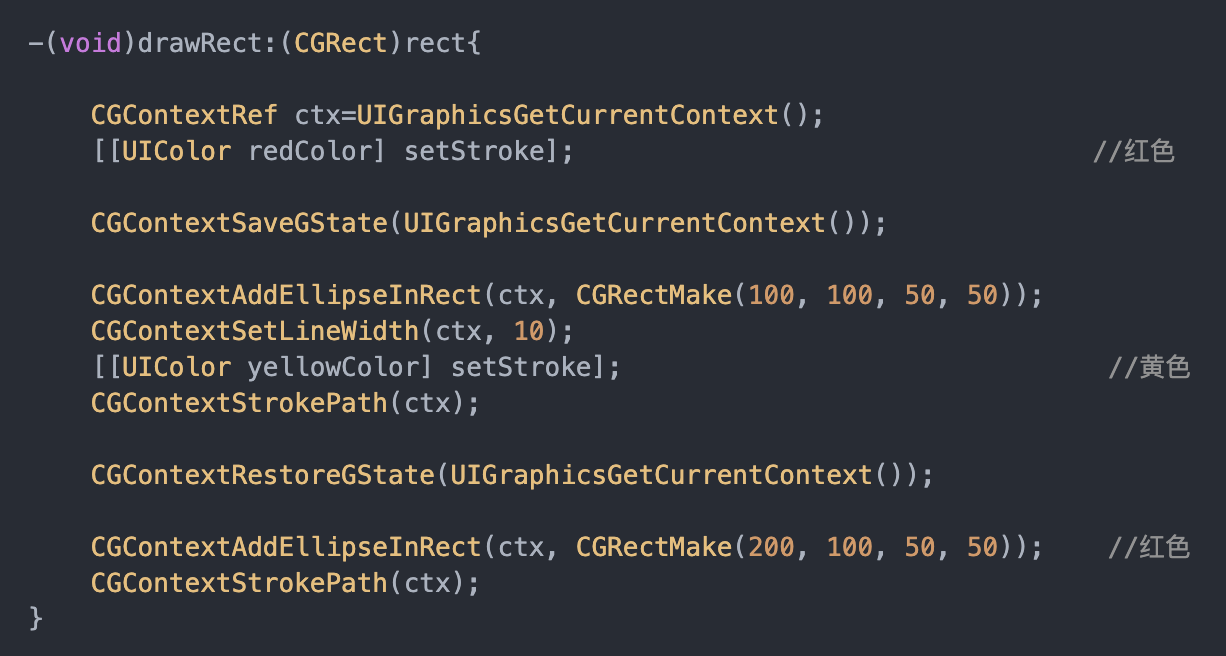 -(void)drawRect:(CGRect)rect{
CGContextRef ctx=UIGraphicsGetCurrentContext();
[[UIColor redColor] setStroke]; //红色
CGContextSaveGState(UIGraphicsGetCurrentContext());
CGContextAddEllipseInRect(ctx, CGRectMake(100, 100, 50, 50));
CGContextSetLineWidth(ctx, 10);
[[UIColor yellowColor] setStroke]; //黄色
CGContextStrokePath(ctx);
CGContextRestoreGState(UIGraphicsGetCurrentContext());
CGContextAddEllipseInRect(ctx, CGRectMake(200, 100, 50, 50)); //红色
CGContextStrokePath(ctx);
}